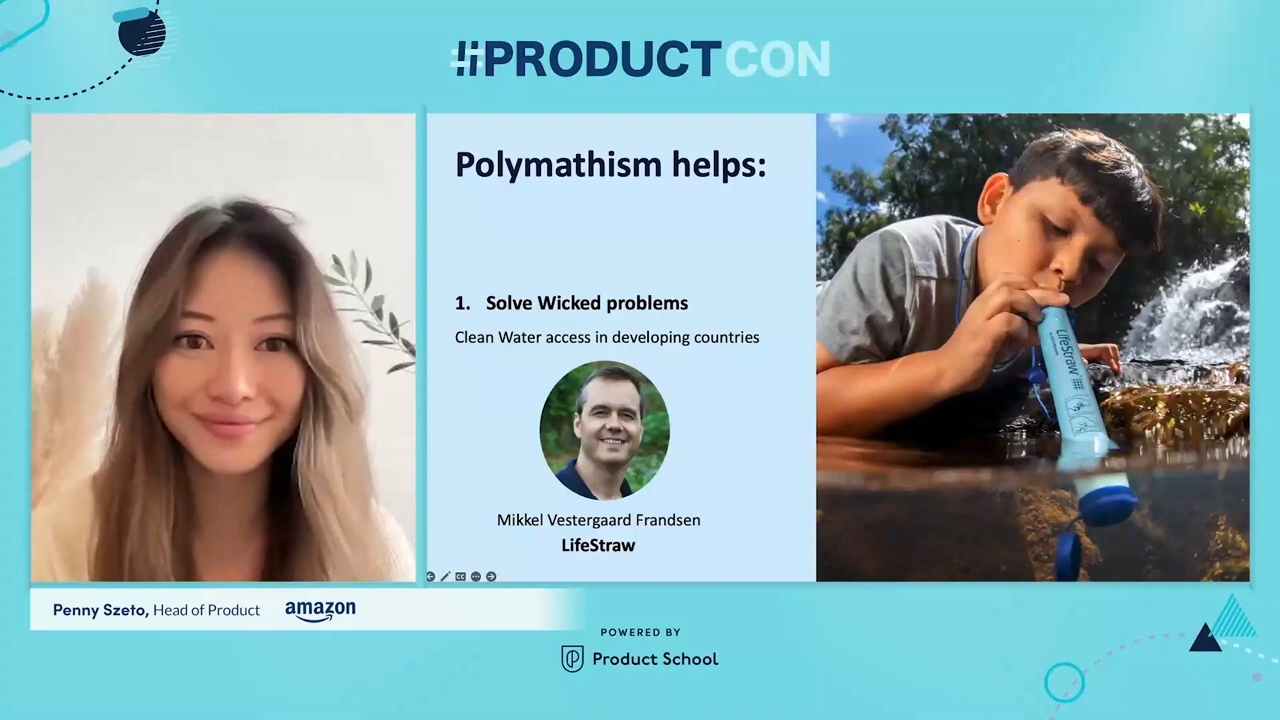 #PRODUCTCON
Polymathism helps:
1. Solve Wicked problems
Clean Water access in developing countries
Mikkel Vestergaard Frandsen
LifeStraw
LifeStraw
Penny Szeto, Head of Product amazon
POWERED BY
Product School